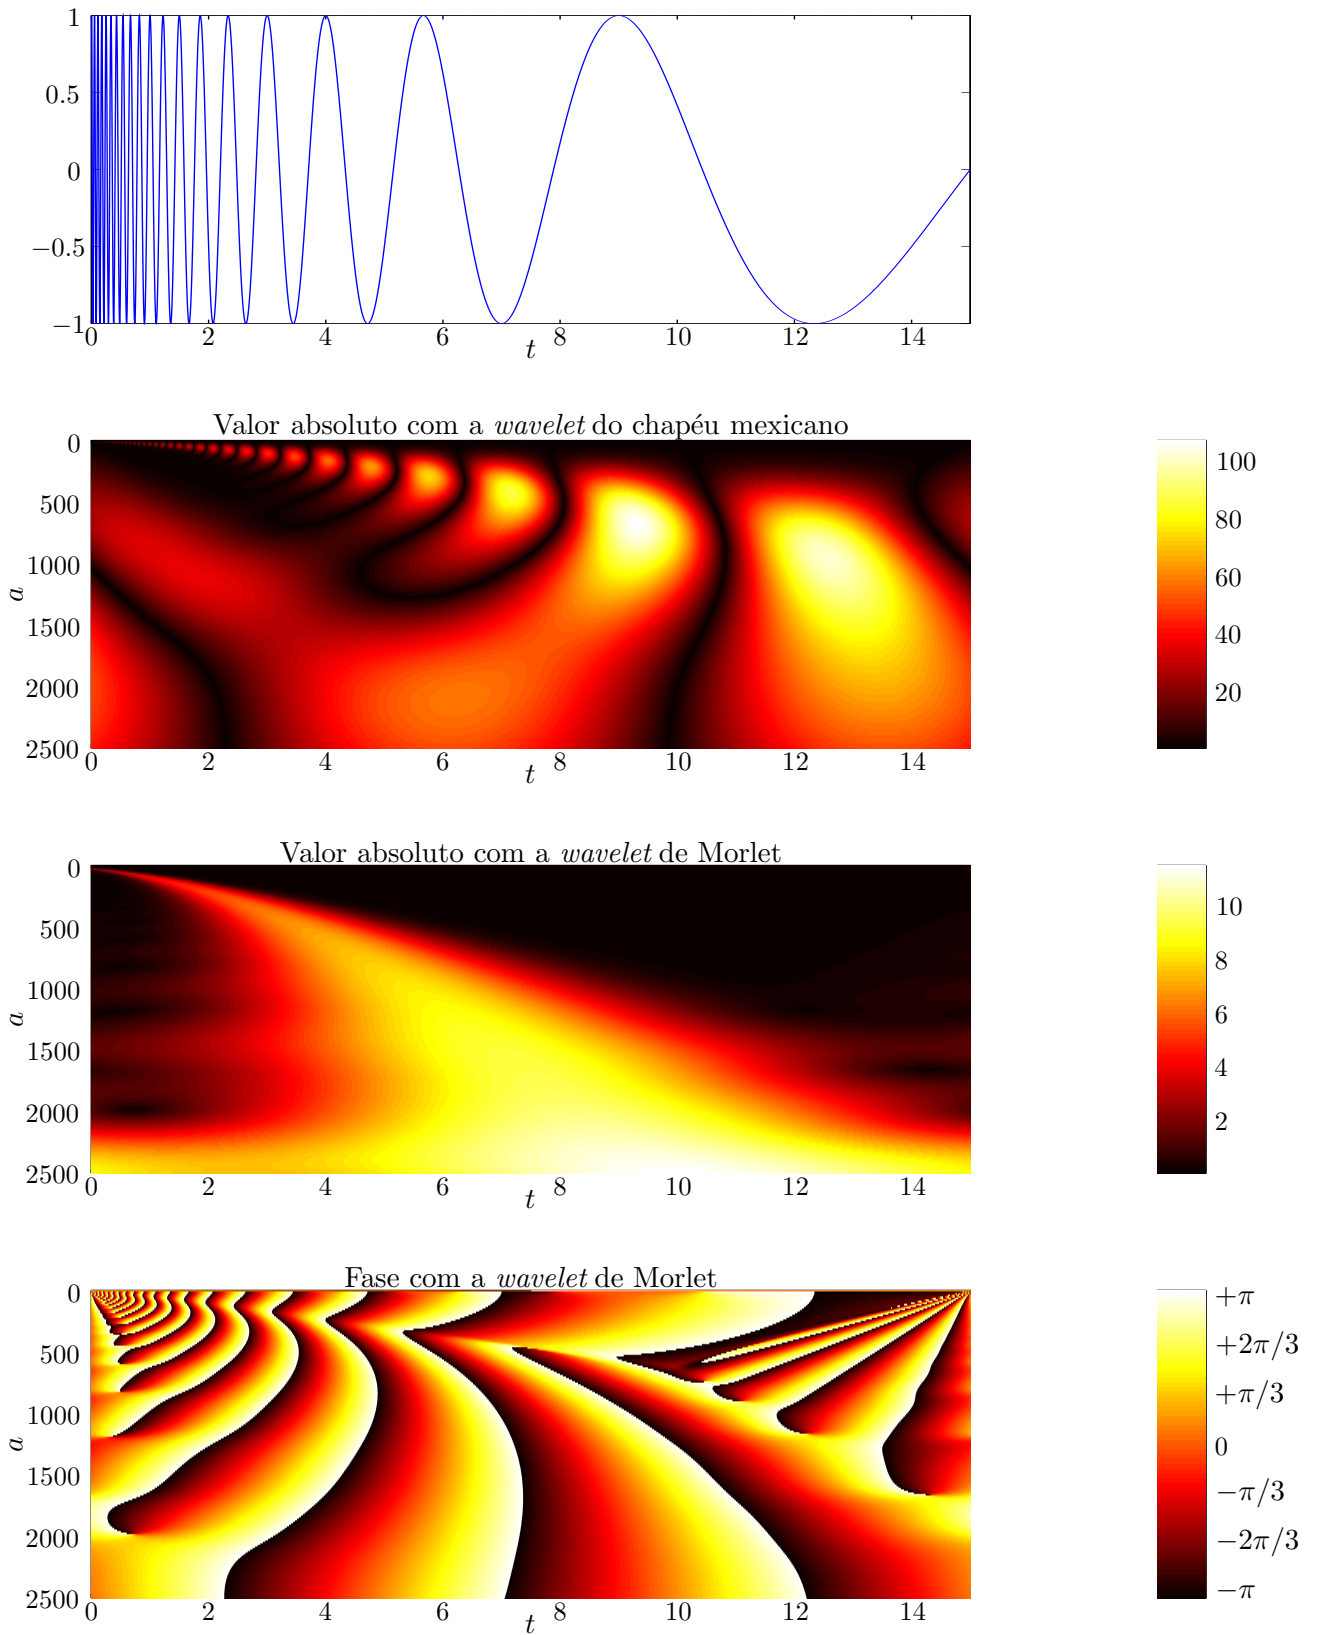 1
0.5
0
−0.5
−1
0 2 4 6 8 10 12 14
t
Valor absoluto com a wavelet do chapéu mexicano
0
500
1000
1500
2000
2500
a
0 2 4 6 8 10 12 14
t
100
80
60
40
20
Valor absoluto com a wavelet de Morlet
0
500
1000
1500
2000
2500
a
0 2 4 6 8 10 12 14
t
10
8
6
4
2
Fase com a wavelet de Morlet
0
500
1000
1500
2000
2500
a
0 2 4 6 8 10 12 14
t
+π
+2π/3
+π/3
0
−π/3
−2π/3
−π